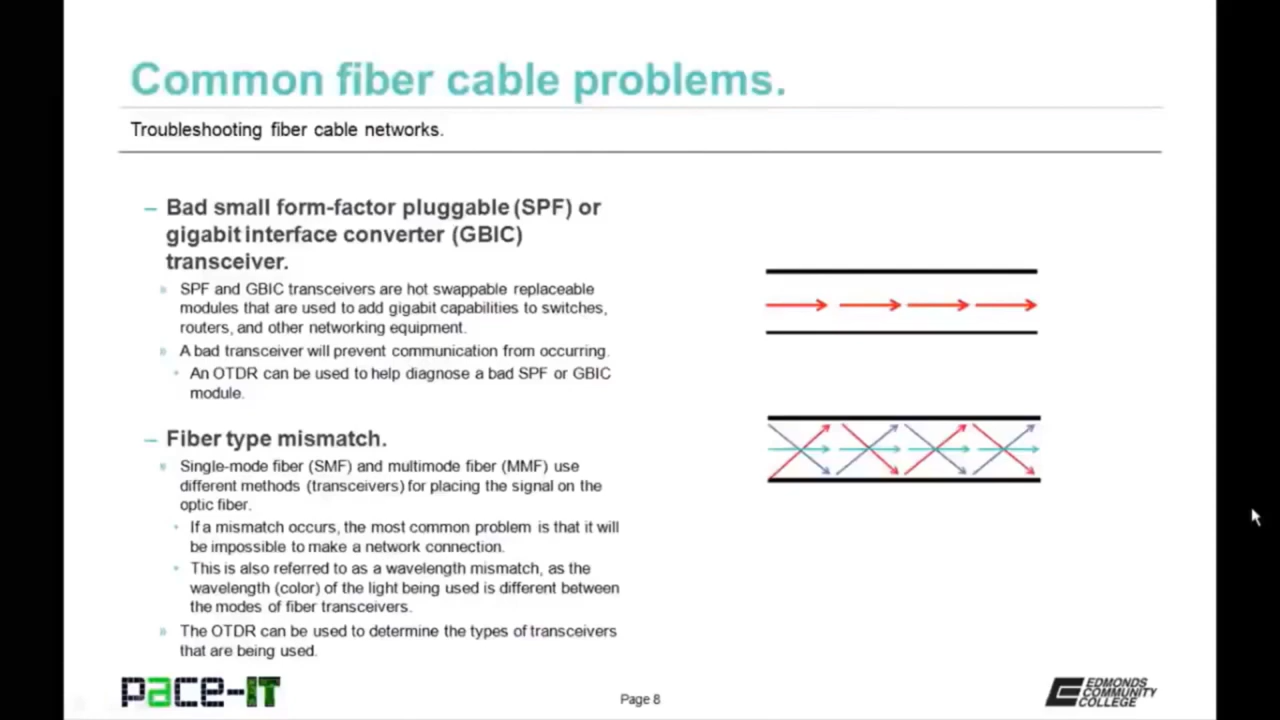 Common fiber cable problems.
Troubleshooting fiber cable networks.
– Bad small form-factor pluggable (SPF) or
gigabit interface converter (GBIC)
transceiver.
» SPF and GBIC transceivers are hot swappable replaceable
modules that are used to add gigabit capabilities to switches,
routers, and other networking equipment.
» A bad transceiver will prevent communication from occurring.
• An OTDR can be used to help diagnose a bad SPF or GBIC
module.
– Fiber type mismatch.
» Single-mode fiber (SMF) and multimode fiber (MMF) use
different methods (transceivers) for placing the signal on the
optic fiber.
• If a mismatch occurs, the most common problem is that it will
be impossible to make a network connection.
• This is also referred to as a wavelength mismatch, as the
wavelength (color) of the light being used is different between
the modes of fiber transceivers.
» The OTDR can be used to determine the types of transceivers
that are being used.
pace-IT
Page 8
EDMONDS
COMMUNITY
COLLEGE